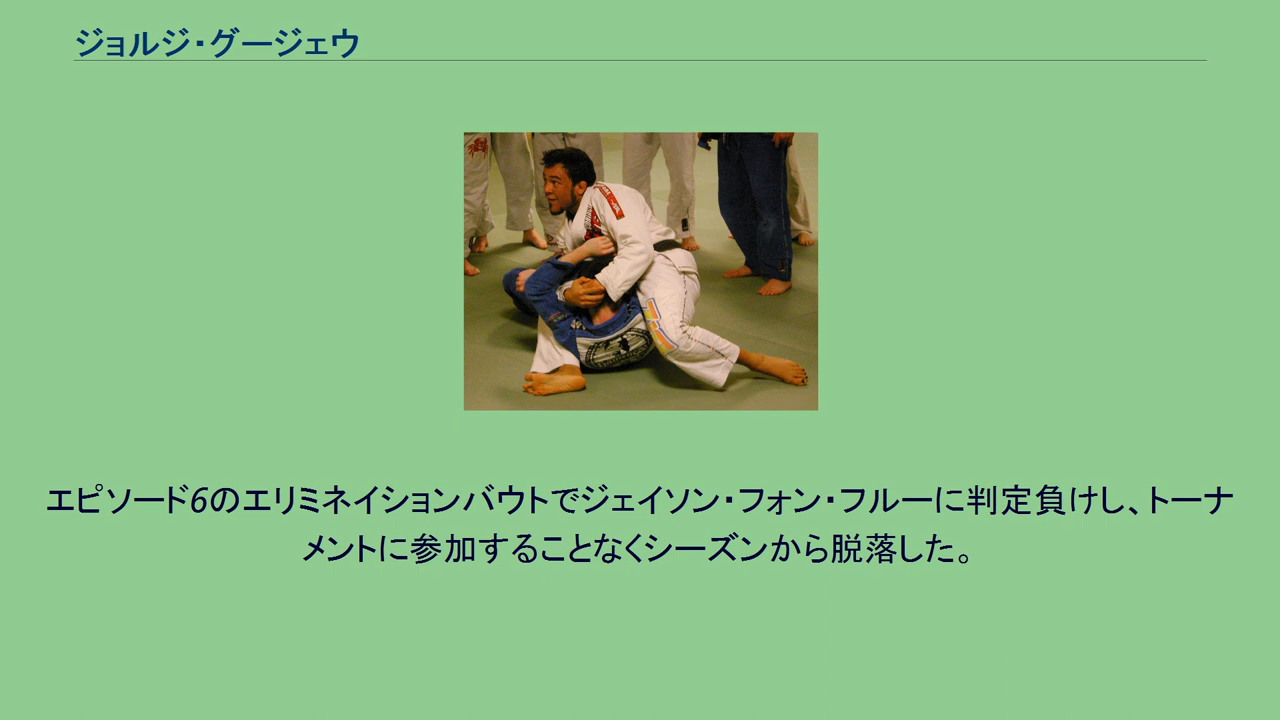 ジョルジ・グージェウ
エピソード6のエリミネイションバウトでジェイソン・フォン・フルーに判定負けし、トーナ
メントに参加することなくシーズンから脱落した。